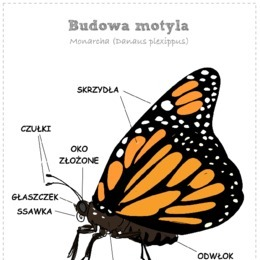 Budowa motyla
Monarcha (Danaus plexippus)
SKRZYDŁA
CZUŁKI
OKO
ZŁOŻONE
GŁASZCZEK
SSAWKA
ODWŁOK